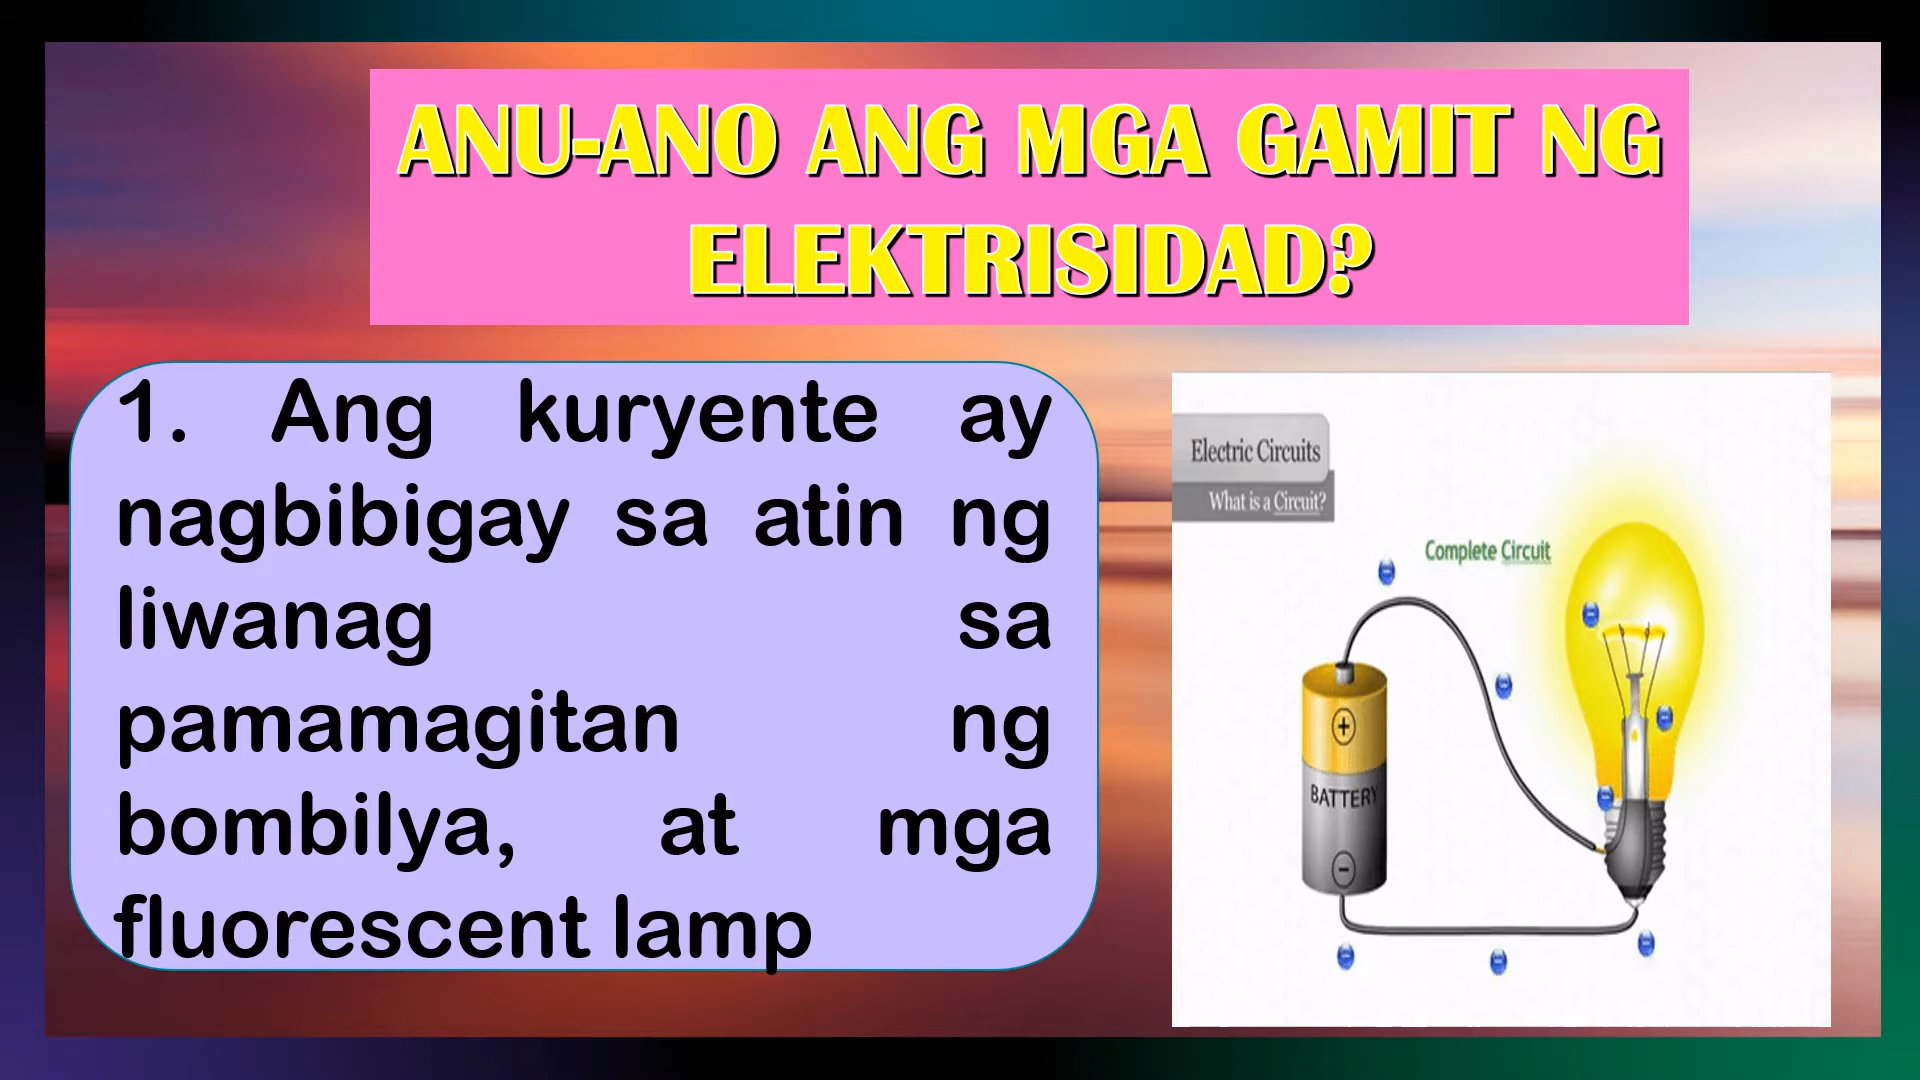 ANU-ANO ANG MGA GAMIT NG
ELEKTRISIDAD?
1. Ang kuryente ay
nagbibigay sa atin ng
liwanag sa
pamamagitan ng
bombilya, at mga
fluorescent lamp
Electric Circuits
What is a Circuit?
Complete Circuit
+
BATTERY
-